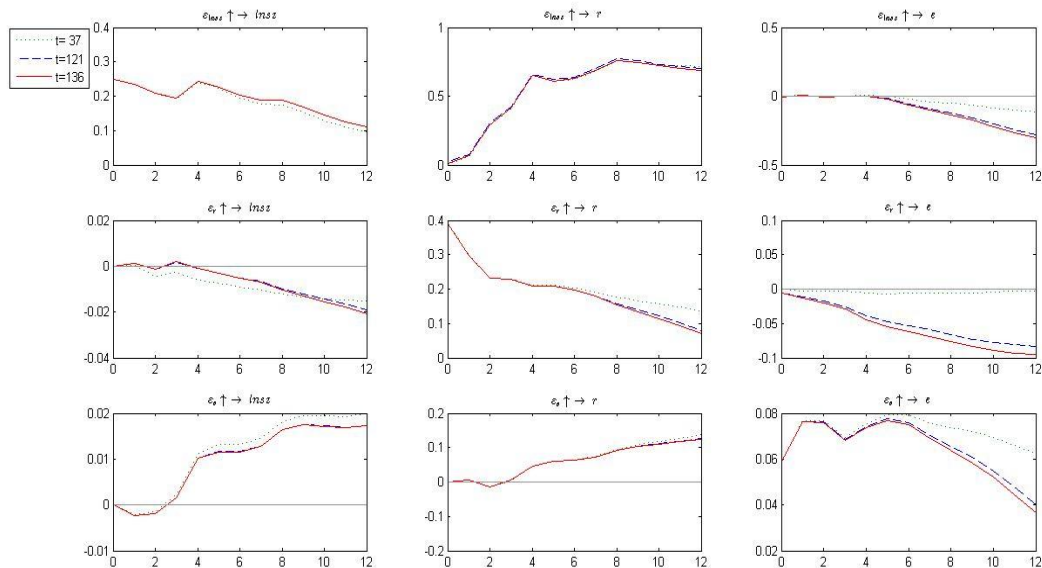 ε_lnsz ↑ → lnsz
ε_lnsz ↑ → r
ε_lnsz ↑ → e
t= 37
t=121
t=136
0.4
0.3
0.2
0.1
0
0 2 4 6 8 10 12
1
0.5
0
0 2 4 6 8 10 12
0.5
0
-0.5
0 2 4 6 8 10 12
ε_r ↑ → lnsz
ε_r ↑ → r
ε_r ↑ → e
0.02
0
-0.02
-0.04
0 2 4 6 8 10 12
0.4
0.3
0.2
0.1
0
0 2 4 6 8 10 12
0.1
0.05
0
-0.05
-0.1
0 2 4 6 8 10 12
ε_e ↑ → lnsz
ε_e ↑ → r
ε_e ↑ → e
0.02
0.01
0
-0.01
0 2 4 6 8 10 12
0.2
0.1
0
-0.1
-0.2
0 2 4 6 8 10 12
0.08
0.06
0.04
0.02
0 2 4 6 8 10 12